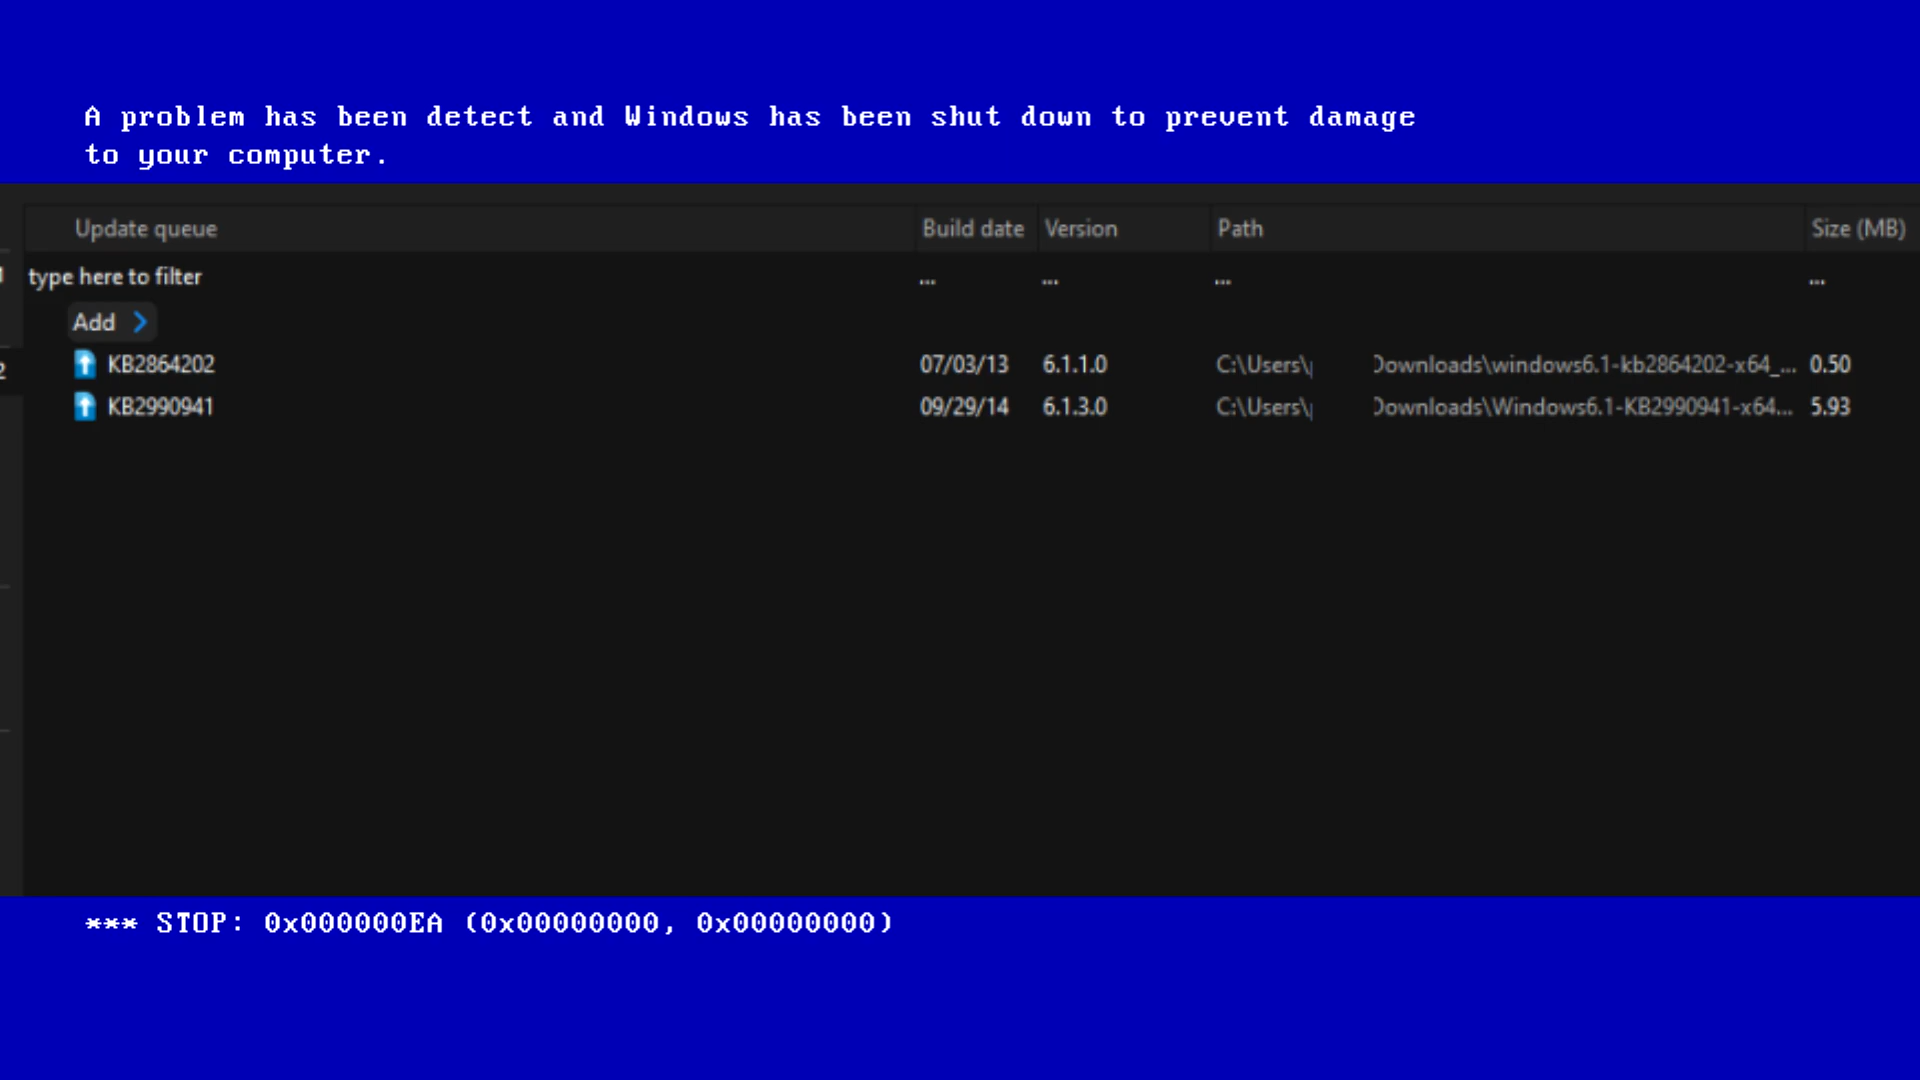 A problem has been detect and Windows has been shut down to prevent damage
to your computer.
Update queue Build date Version Path Size (MB)
type here to filter ... ... ... ...
Add
KB2864202 07/03/13 6.1.1.0 C:\Users\ Downloads\windows6.1-kb2864202-x64_... 0.50
KB2990941 09/29/14 6.1.3.0 C:\Users\ Downloads\Windows6.1-KB2990941-x64... 5.93
*** STOP: 0x000000EA (0x00000000, 0x00000000)